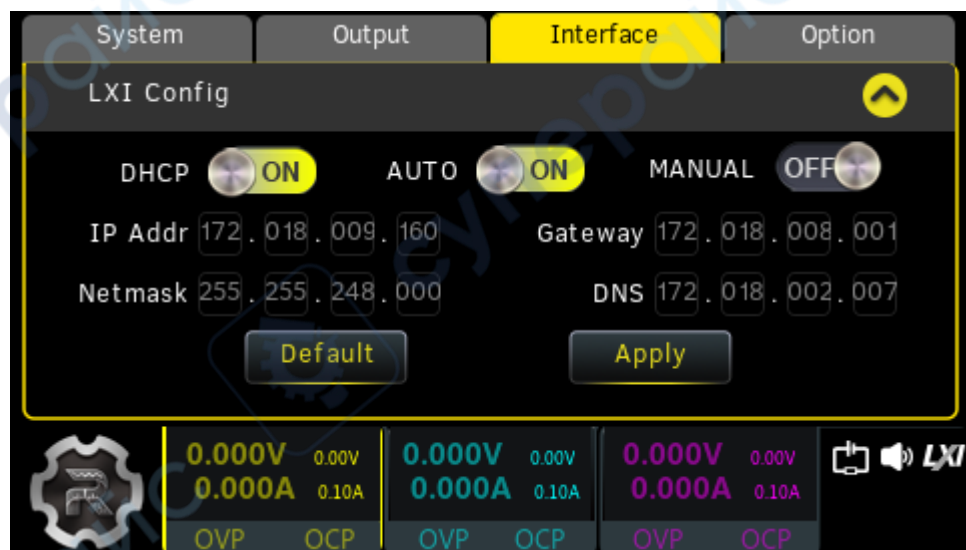 System Output Interface Option
LXI Config
DHCP ON AUTO ON MANUAL OFF
IP Addr 172 . 018 . 009 . 160 Gateway 172 . 018 . 008 . 001
Netmask 255 . 255 . 248 . 000 DNS 172 . 018 . 002 . 007
Default Apply
0.000V 0.00V 0.000V 0.00V 0.000V 0.00V LXI
0.000A 0.10A 0.000A 0.10A 0.000A 0.10A
OVP OCP OVP OCP OVP OCP
R
суперайс